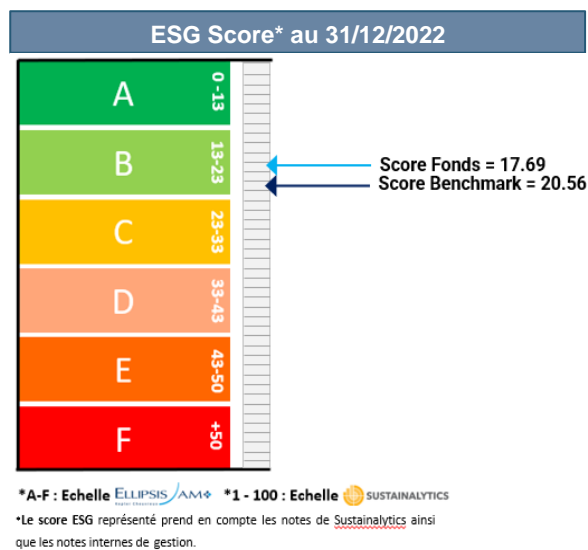 ESG Score* au 31/12/2022
A 0 -13
B 13-23
Score Fonds = 17.69
Score Benchmark = 20.56
C 23-33
D 33-43
E 43-50
F +50
*A-F : Echelle ELLIPSIS AM *1 - 100 : Echelle SUSTAINALYTICS
*Le score ESG représenté prend en compte les notes de Sustainalytics ainsi
que les notes internes de gestion.